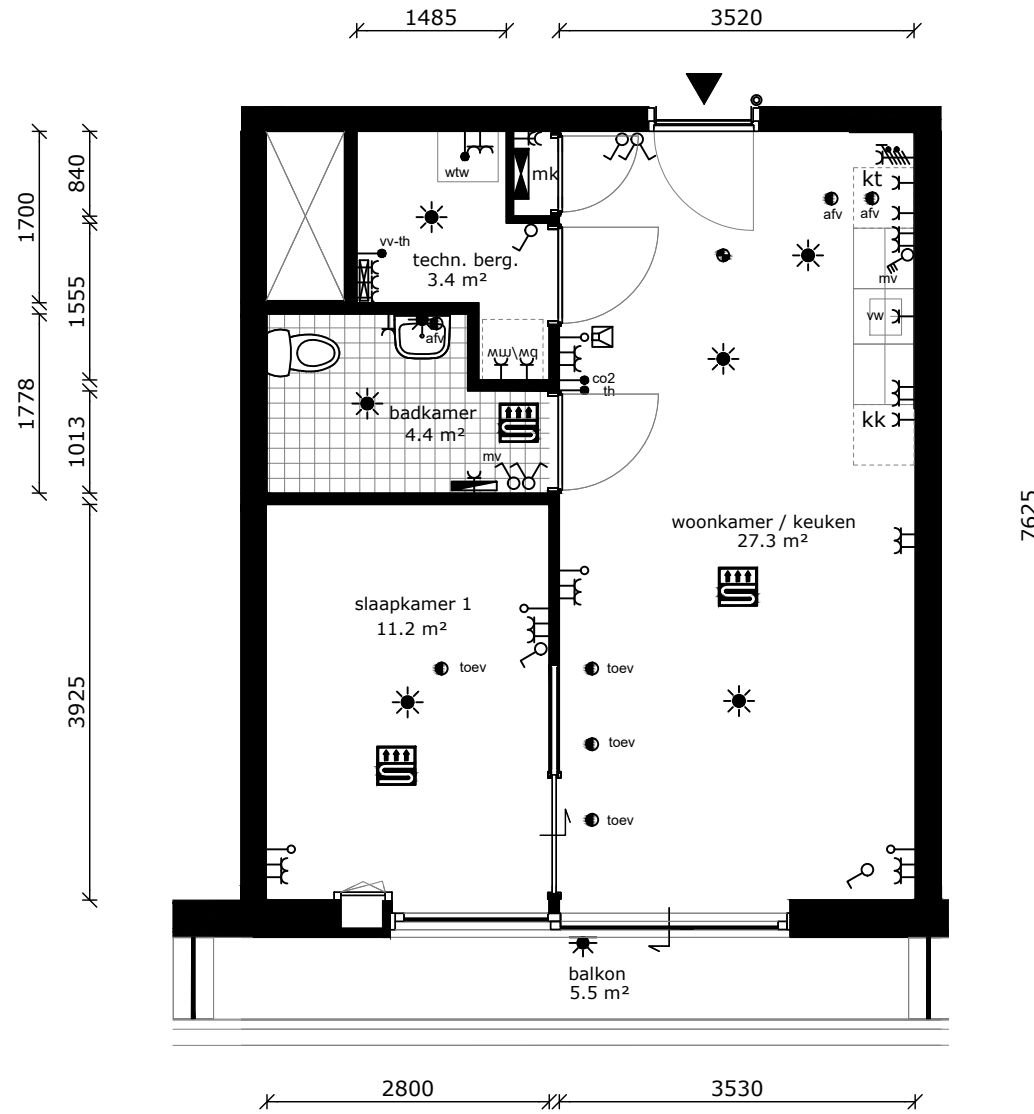 1485
3520
840
1700
1555
1778
1013
3925
7625
wtw
mk
kt
afv
afv
vv-th
techn. berg.
3.4 m²
mv
vw
afv
wm/wd
co2
th
badkamer
4.4 m²
kk
mv
woonkamer / keuken
27.3 m²
slaapkamer 1
11.2 m²
toev
toev
toev
toev
balkon
5.5 m²
2800
3530